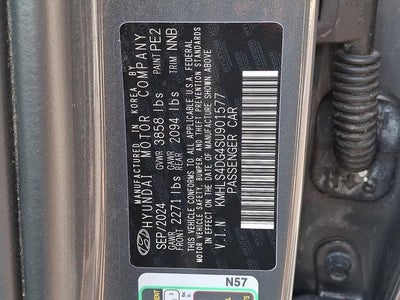 MANUFACTURED IN KOREA BY
HYUNDAI MOTOR COMPANY
SEP/2024 GVWR 3858 lbs PAINT PE2
GAWR FRONT 2271 lbs GAWR REAR 2094 lbs TRIM NNB
THIS VEHICLE CONFORMS TO ALL APPLICABLE U.S.A. FEDERAL
MOTOR VEHICLE SAFETY, BUMPER, AND THEFT PREVENTION STANDARDS
IN EFFECT ON THE DATE OF MANUFACTURE SHOWN ABOVE
V.I.N KMHLS4DG4SU901577
PASSENGER CAR
N57